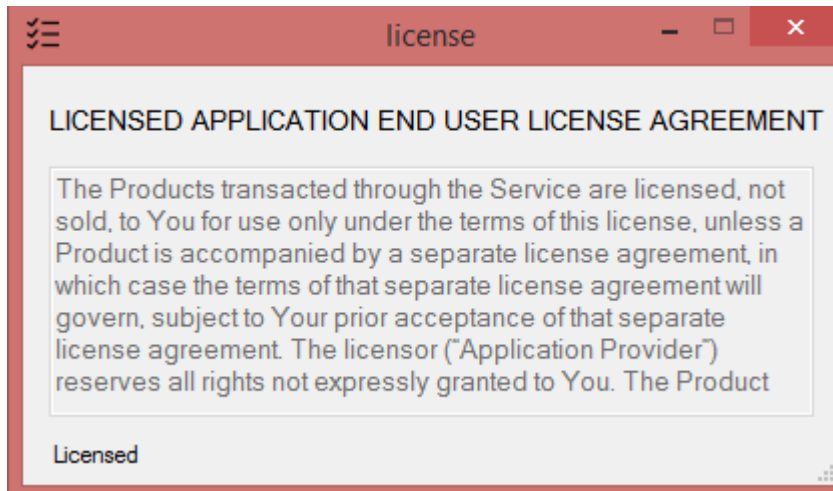 license
LICENSED APPLICATION END USER LICENSE AGREEMENT
The Products transacted through the Service are licensed, not
sold, to You for use only under the terms of this license, unless a
Product is accompanied by a separate license agreement, in
which case the terms of that separate license agreement will
govern, subject to Your prior acceptance of that separate
license agreement. The licensor (“Application Provider”)
reserves all rights not expressly granted to You. The Product
Licensed